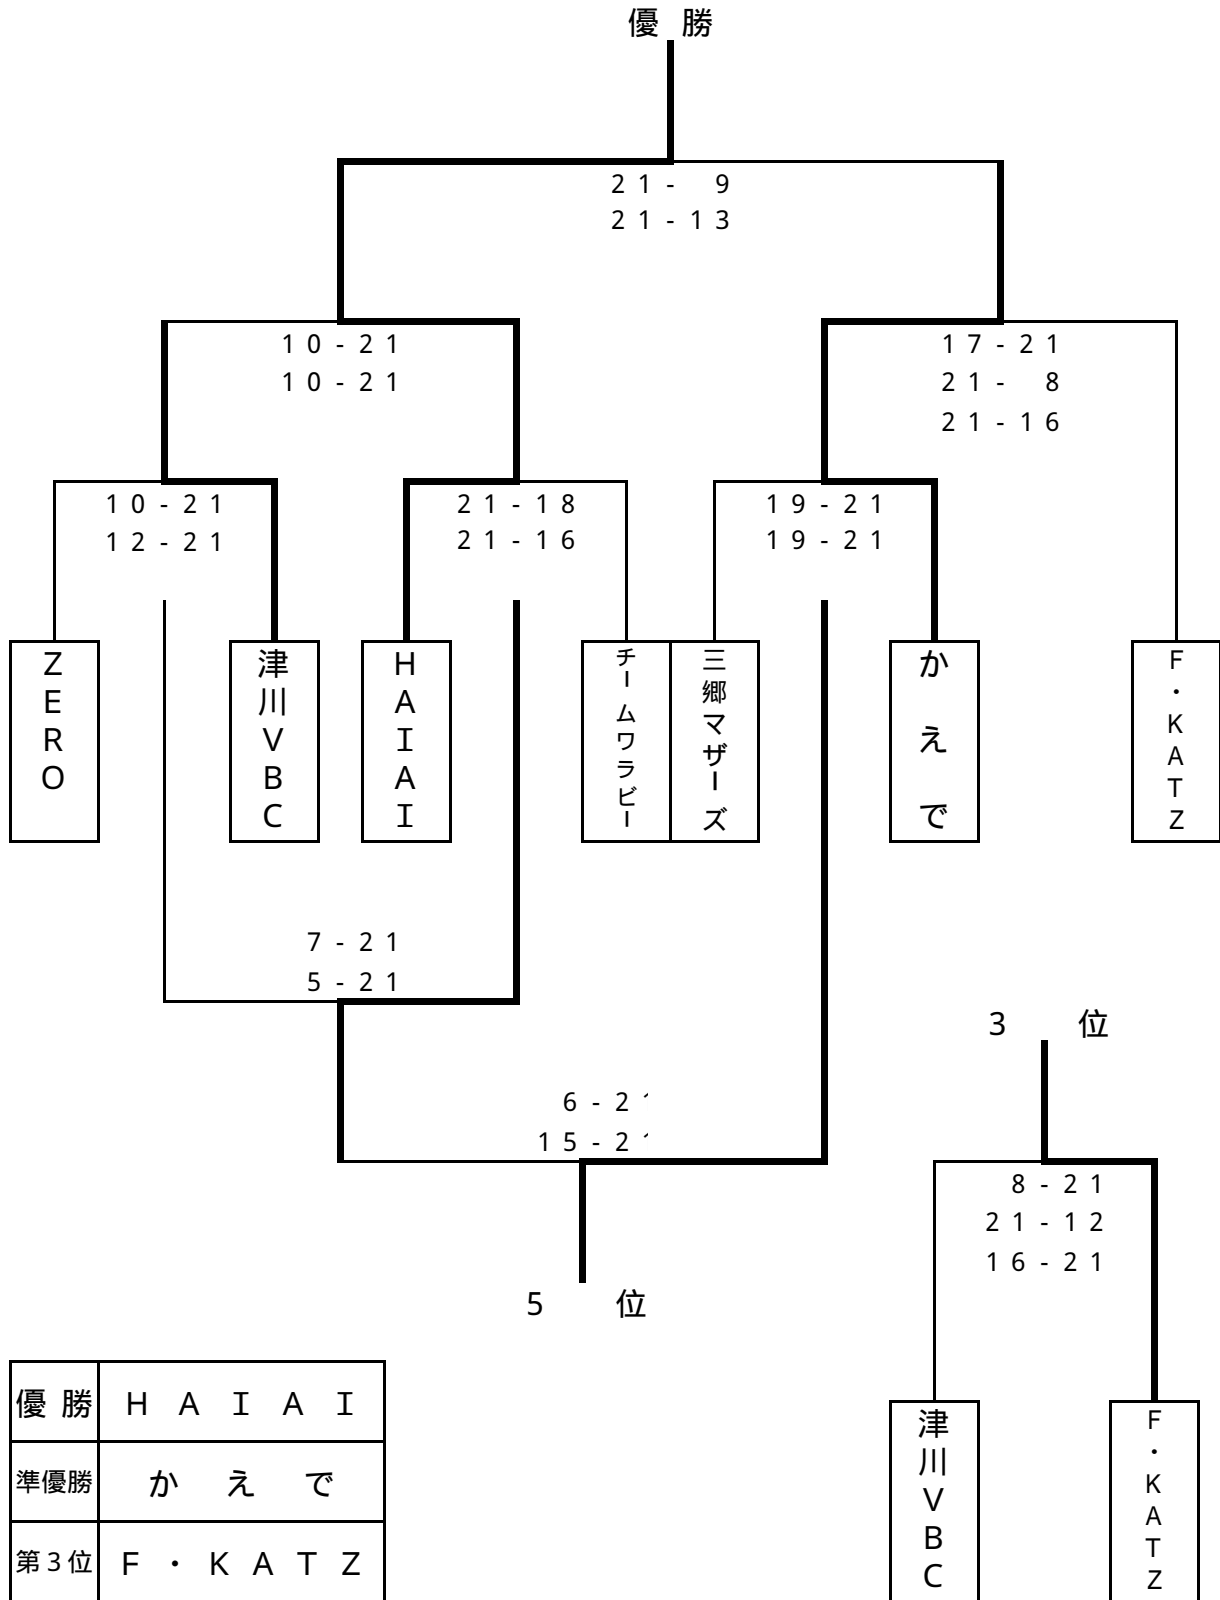 優 勝
21- 9
21-13
10-21
10-21
17-21
21- 8
21-16
10-21
12-21
21-18
21-16
19-21
19-21
ZERO
津川VBC
HAIAI
チームワラビー
三郷マザーズ
かえで
F・KATZ
7-21
5-21
3 位
6-2
15-2
8-21
21-12
16-21
5 位
優 勝 HAIAI
準優勝 かえで
第3位 F・KATZ
津川VBC
F・KATZ